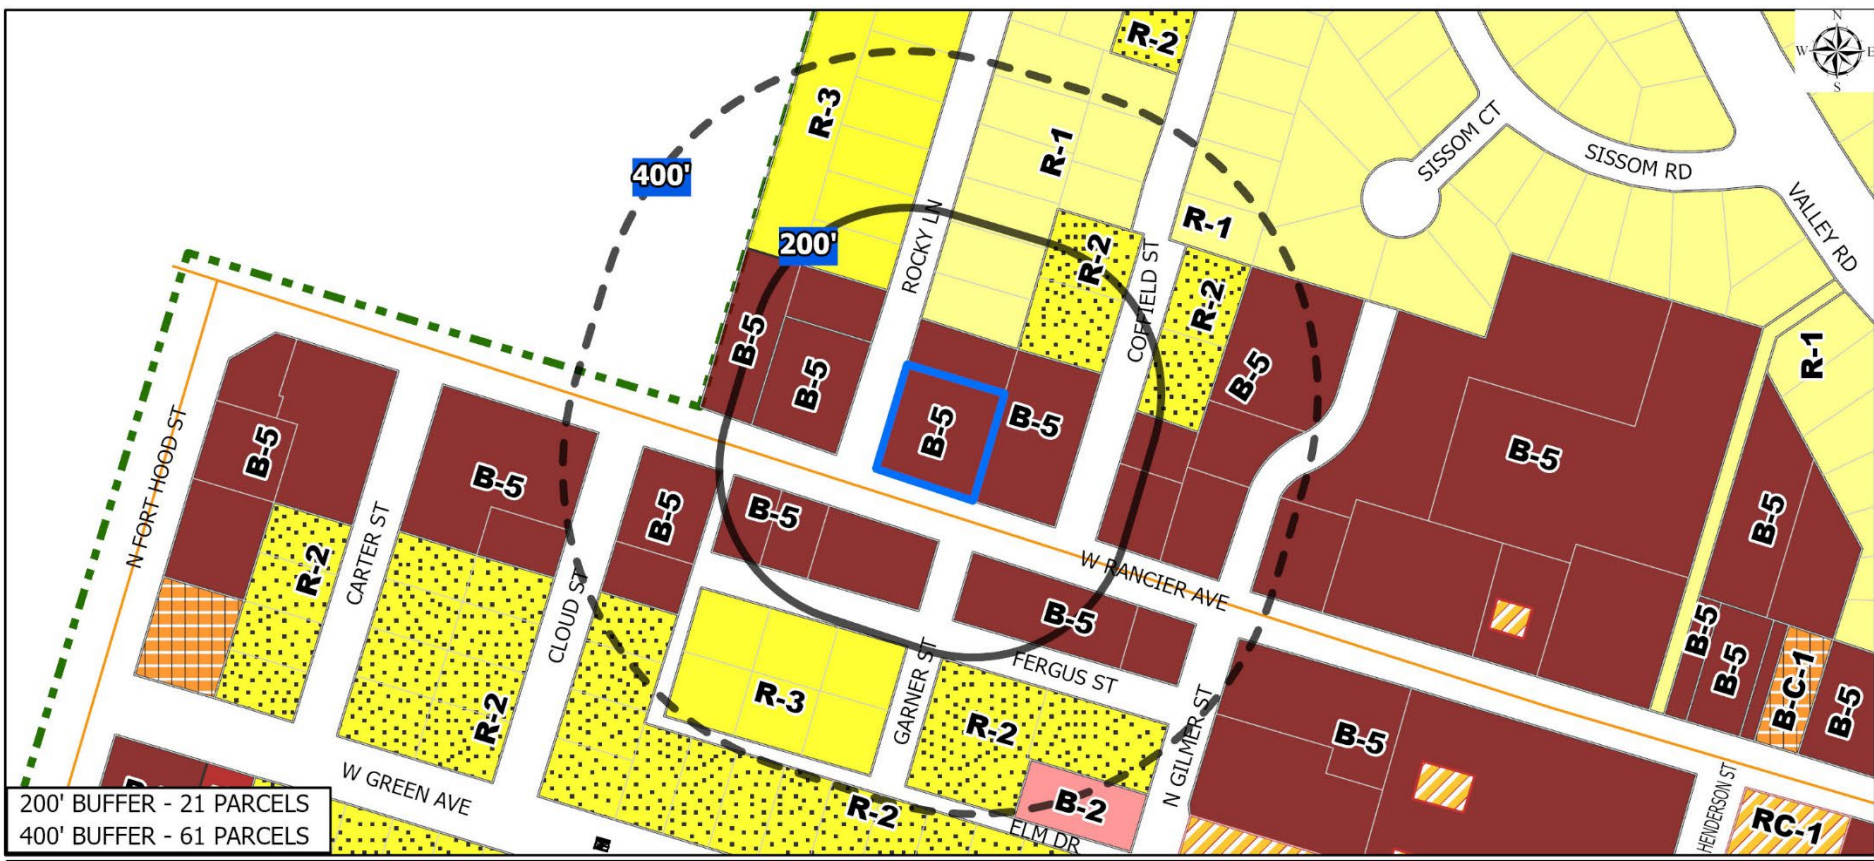 N
W E
S
R-2
R-3
R-1
400'
SISSOM CT
SISSOM RD
VALLEY RD
200'
ROCKY LN
R-1
R-2
COFFIELD ST
R-2
R-1
B-5
B-5
B-5
B-5
B-5
B-5
N FORT HOOD ST
B-5
B-5
B-5
B-5
B-5
R-2
CARTER ST
CLOUD ST
W RANCIER AVE
B-5
FERGUS ST
GARNER ST
R-3
R-2
R-2
N GILMER ST
B-5
B-5
B-5
B-C-1
B-5
W GREEN AVE
R-2
B-2
ELM DR
HENDERSON ST
RC-1
200' BUFFER - 21 PARCELS
400' BUFFER - 61 PARCELS